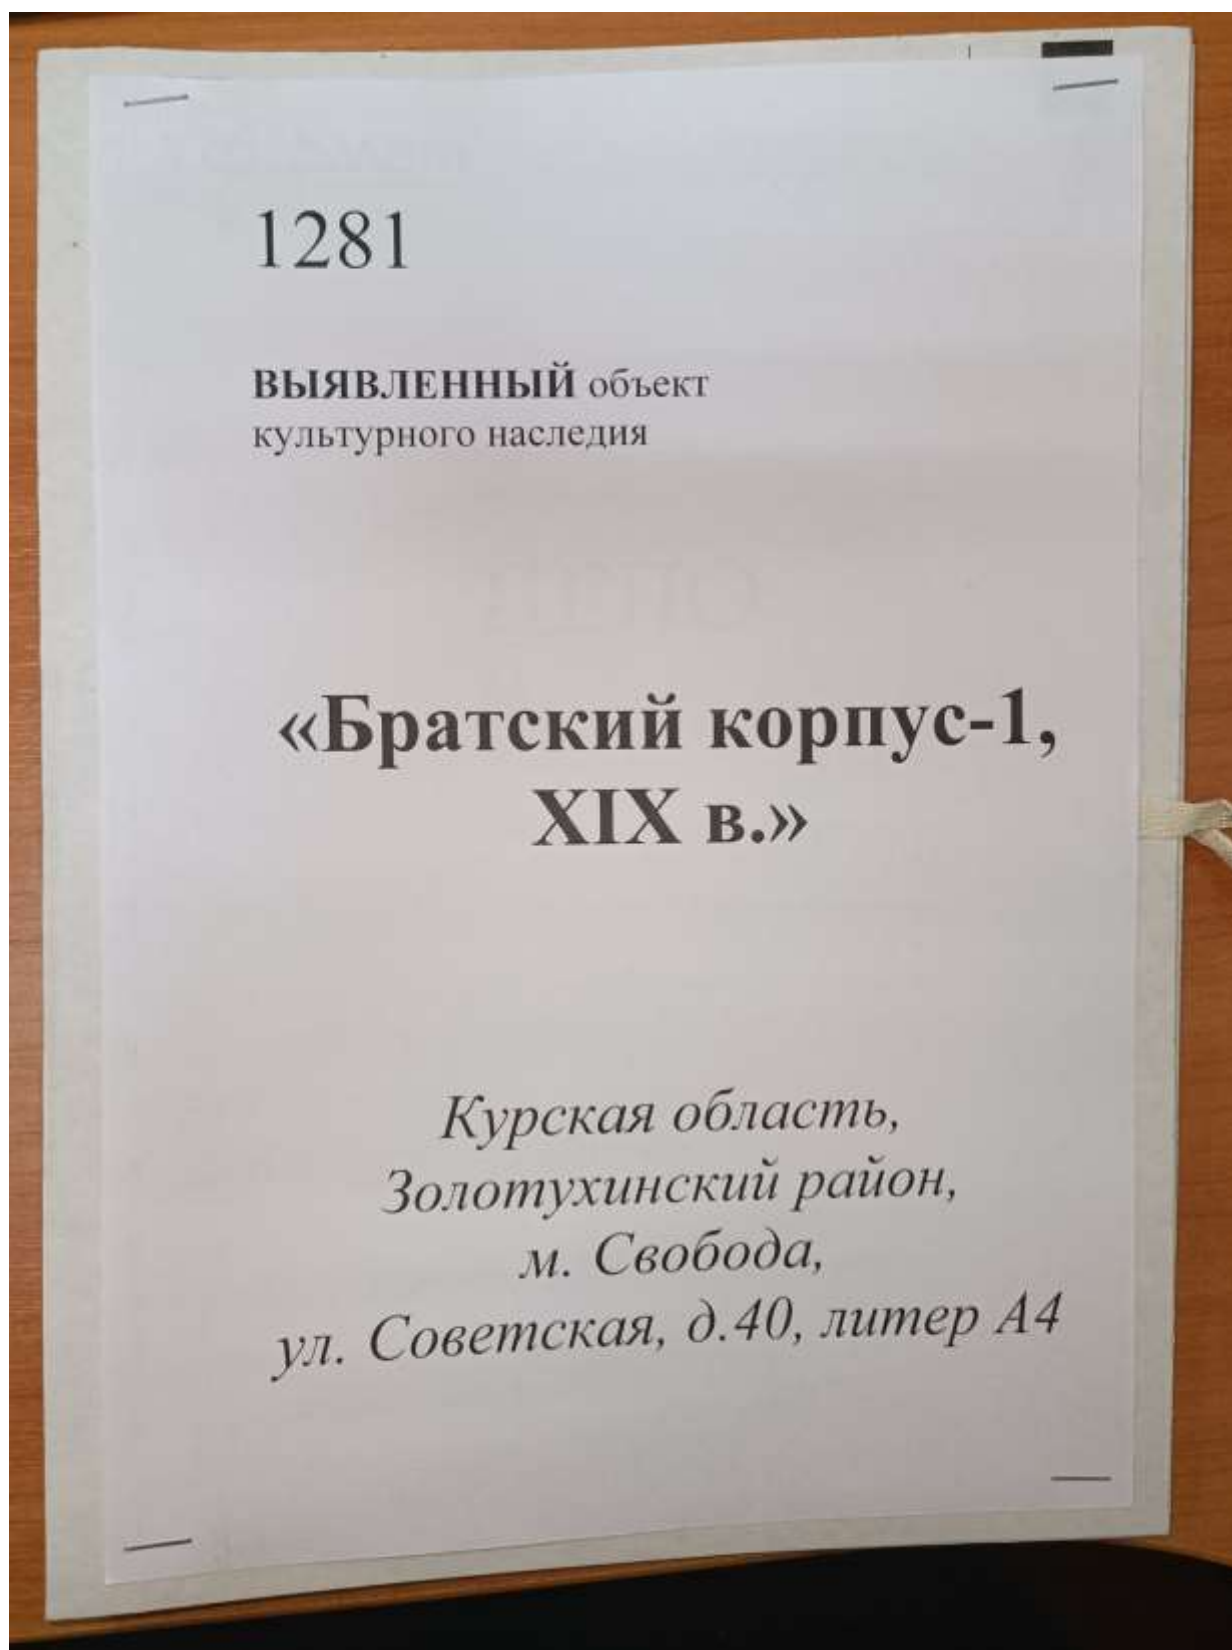 1281
ВЫЯВЛЕННЫЙ объект
культурного наследия
«Братский корпус-1,
XIX в.»
Курская область,
Золотухинский район,
м. Свобода,
ул. Советская, д.40, литер А4